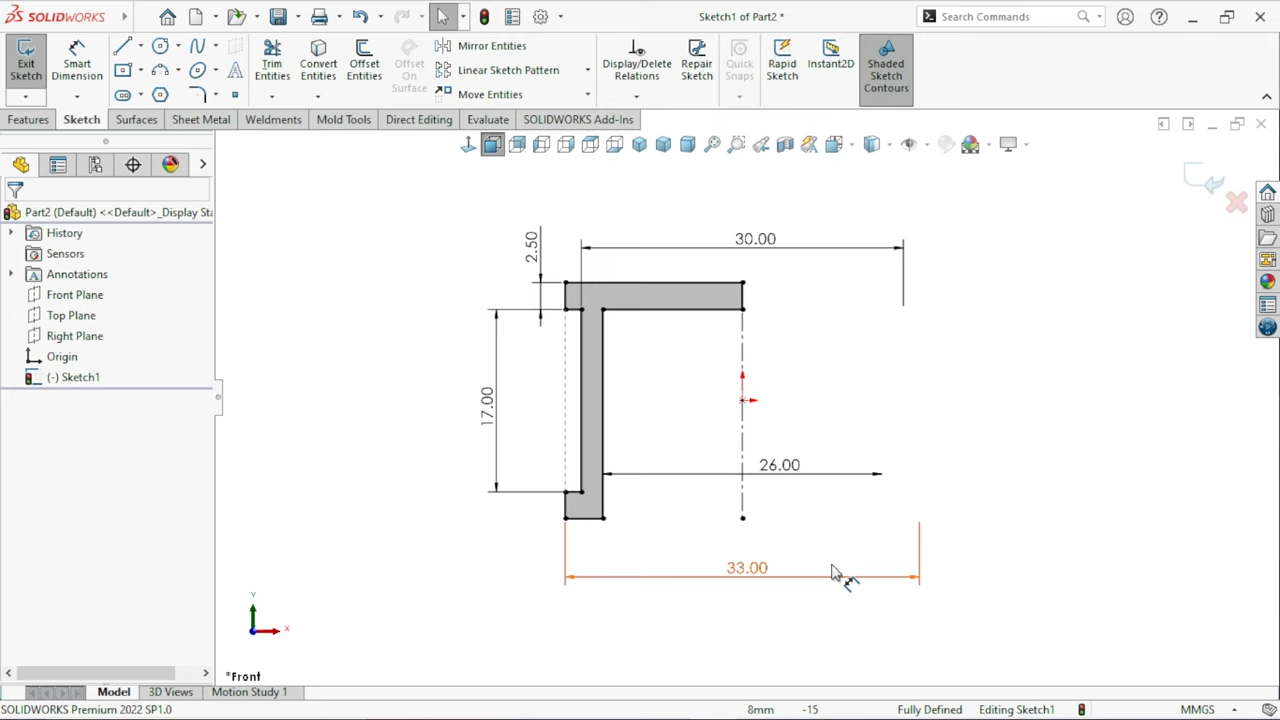 SOLIDWORKS
Sketch1 of Part2 *
Search Commands
Exit Sketch
Smart Dimension
Trim Entities
Convert Entities
Offset Entities
Offset On Surface
Mirror Entities
Linear Sketch Pattern
Move Entities
Display/Delete Relations
Repair Sketch
Quick Snaps
Rapid Sketch
Instant2D
Shaded Sketch Contours
Features
Sketch
Surfaces
Sheet Metal
Weldments
Mold Tools
Direct Editing
Evaluate
SOLIDWORKS Add-Ins
Part2 (Default) <<Default>_Display Sta
History
Sensors
Annotations
Front Plane
Top Plane
Right Plane
Origin
(-) Sketch1
2.50
30.00
17.00
26.00
33.00
Y
X
*Front
Model
3D Views
Motion Study 1
SOLIDWORKS Premium 2022 SP1.0
8mm
-15
Fully Defined
Editing Sketch1
MMGS